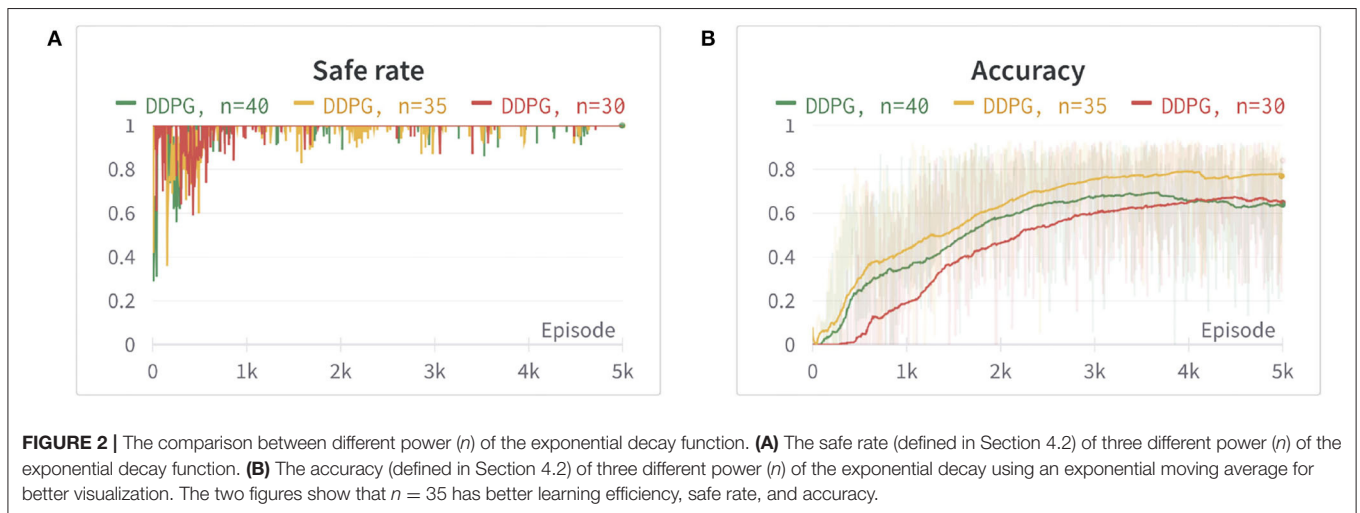 A
Safe rate
DDPG, n=40 DDPG, n=35 DDPG, n=30
1
0.8
0.6
0.4
0.2
0
Episode
0 1k 2k 3k 4k 5k
B
Accuracy
DDPG, n=40 DDPG, n=35 DDPG, n=30
1
0.8
0.6
0.4
0.2
0
Episode
0 1k 2k 3k 4k 5k
FIGURE 2 | The comparison between different power (n) of the exponential decay function. (A) The safe rate (defined in Section 4.2) of three different power (n) of the
exponential decay function. (B) The accuracy (defined in Section 4.2) of three different power (n) of the exponential decay using an exponential moving average for
better visualization. The two figures show that n = 35 has better learning efficiency, safe rate, and accuracy.